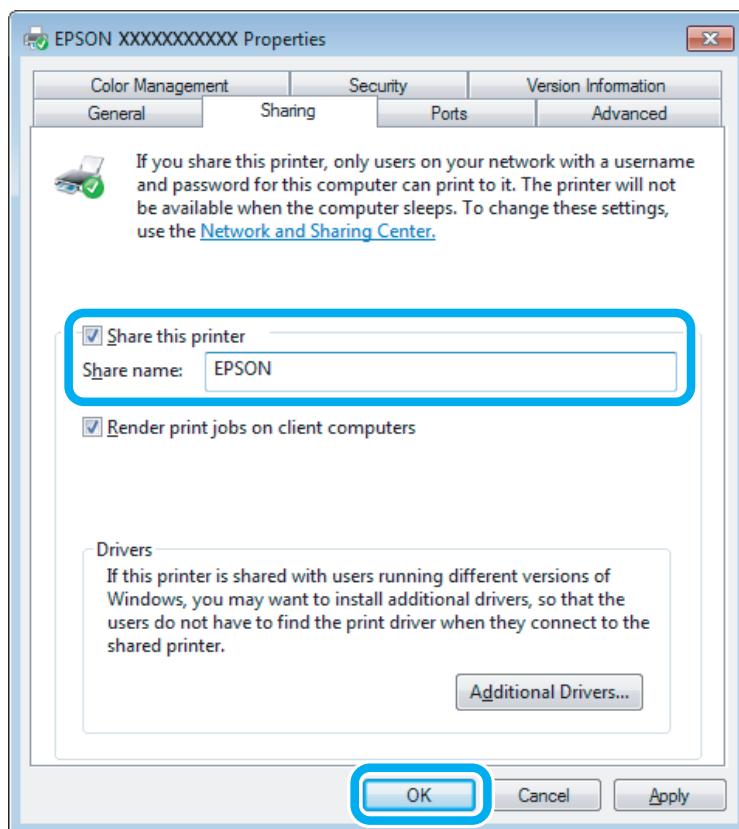 EPSON XXXXXXXXXXX Properties
Color Management Security Version Information
General Sharing Ports Advanced
If you share this printer, only users on your network with a username
and password for this computer can print to it. The printer will not
be available when the computer sleeps. To change these settings,
use the Network and Sharing Center.
Share this printer
Share name: EPSON
Render print jobs on client computers
Drivers
If this printer is shared with users running different versions of
Windows, you may want to install additional drivers, so that the
users do not have to find the print driver when they connect to the
shared printer.
Additional Drivers...
OK Cancel Apply